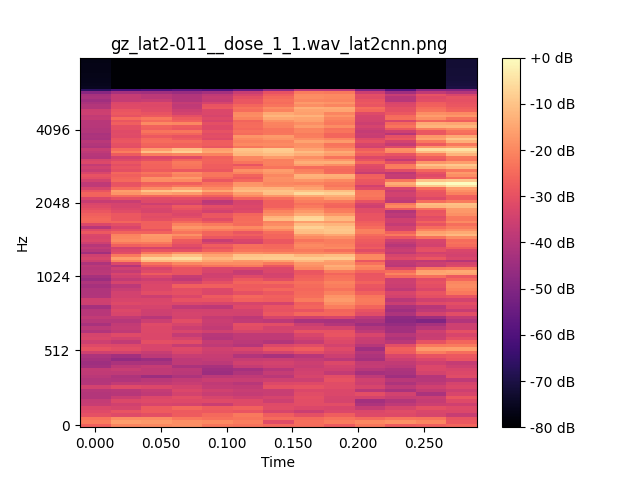 gz_lat2-011__dose_1_1.wav_lat2cnn.png
+0 dB
-10 dB
-20 dB
-30 dB
-40 dB
-50 dB
-60 dB
-70 dB
-80 dB
4096
2048
1024
512
0
Hz
0.000 0.050 0.100 0.150 0.200 0.250
Time